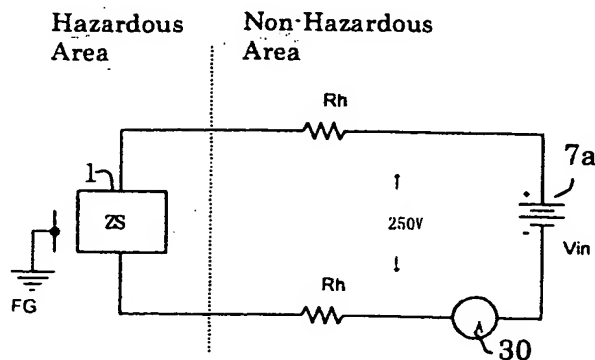 Hazardous Area
Non-Hazardous Area
Rh
7a
1
ZS
+
250V
-
Vin
FG
Rh
A
30